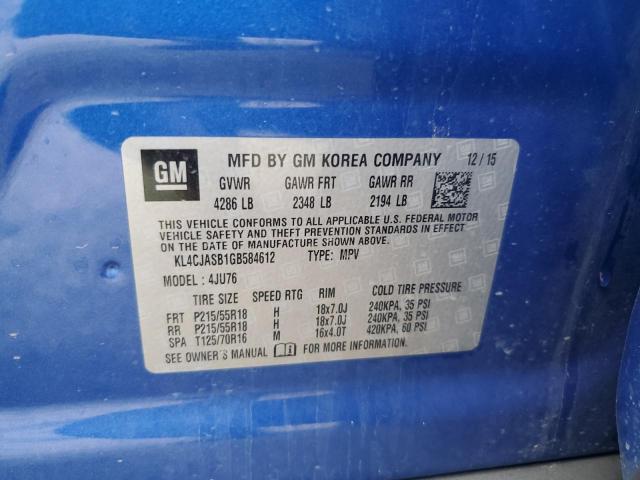 GM MFD BY GM KOREA COMPANY 12/15
GVWR GAWR FRT GAWR RR
4286 LB 2348 LB 2194 LB
THIS VEHICLE CONFORMS TO ALL APPLICABLE U.S. FEDERAL MOTOR
VEHICLE SAFETY AND THEFT PREVENTION STANDARDS IN EFFECT
ON THE DATE OF MANUFACTURE SHOWN ABOVE.
KL4CJASB1GB584612 TYPE: MPV
MODEL: 4JU76
TIRE SIZE SPEED RTG RIM COLD TIRE PRESSURE
FRT P215/55R18 H 18x7.0J 240KPA, 35 PSI
RR P215/55R18 H 18x7.0J 240KPA, 35 PSI
SPA T125/70R16 M 16x4.0T 420KPA, 60 PSI
SEE OWNER'S MANUAL FOR MORE INFORMATION.